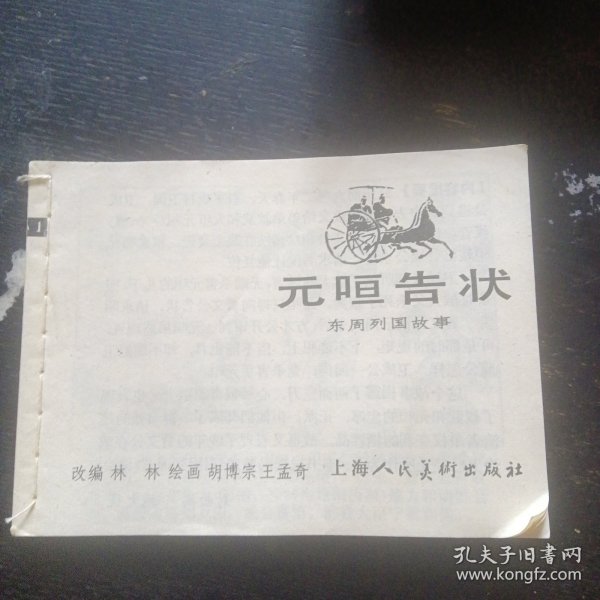 元咺告状
东周列国故事
改编 林 林 绘画 胡博宗 王孟奇 上海人民美術出版社
孔夫子旧书网
www.kongfz.com